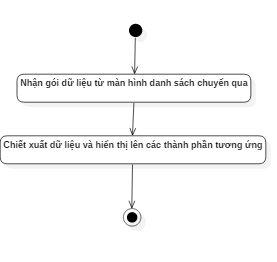 Nhận gói dữ liệu từ màn hình danh sách chuyển qua
Chiết xuất dữ liệu và hiển thị lên các thành phần tương ứng